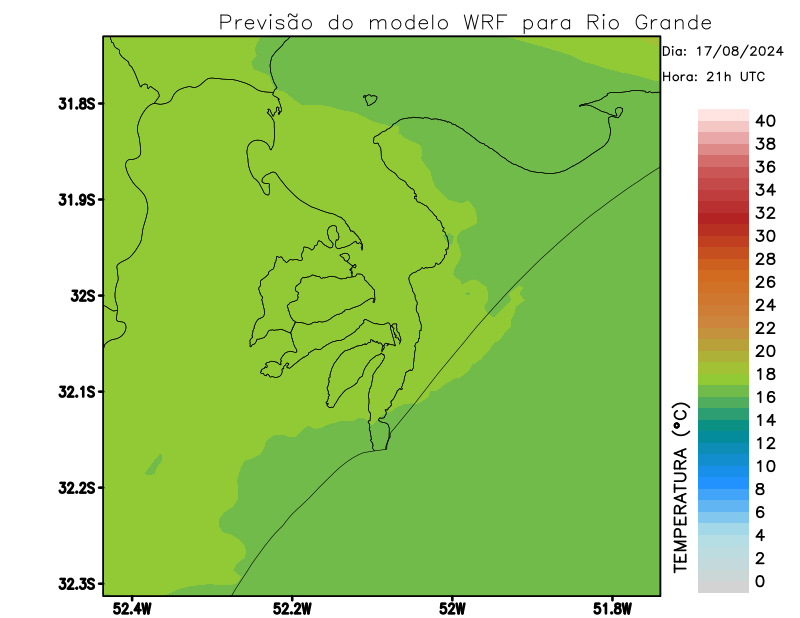 Previsão do modelo WRF para Rio Grande
Dia: 17/08/2024
Hora: 21h UTC
31.8S
31.9S
32S
32.1S
32.2S
32.3S
52.4W
52.2W
52W
51.8W
TEMPERATURA (°C)
40
38
36
34
32
30
28
26
24
22
20
18
16
14
12
10
8
6
4
2
0